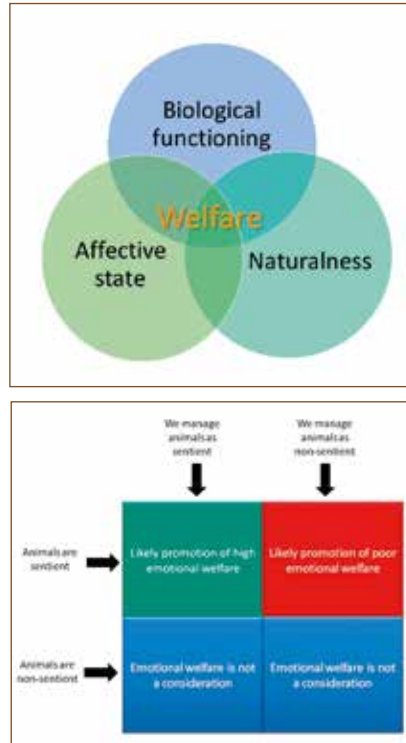 Biological
functioning
Welfare
Affective
state
Naturalness
We manage
animals as
sentient
We manage
animals as
non-sentient
Animals are
sentient
Likely promotion of high
emotional welfare
Likely promotion of poor
emotional welfare
Animals are
non-sentient
Emotional welfare is not
a consideration
Emotional welfare is not
a consideration